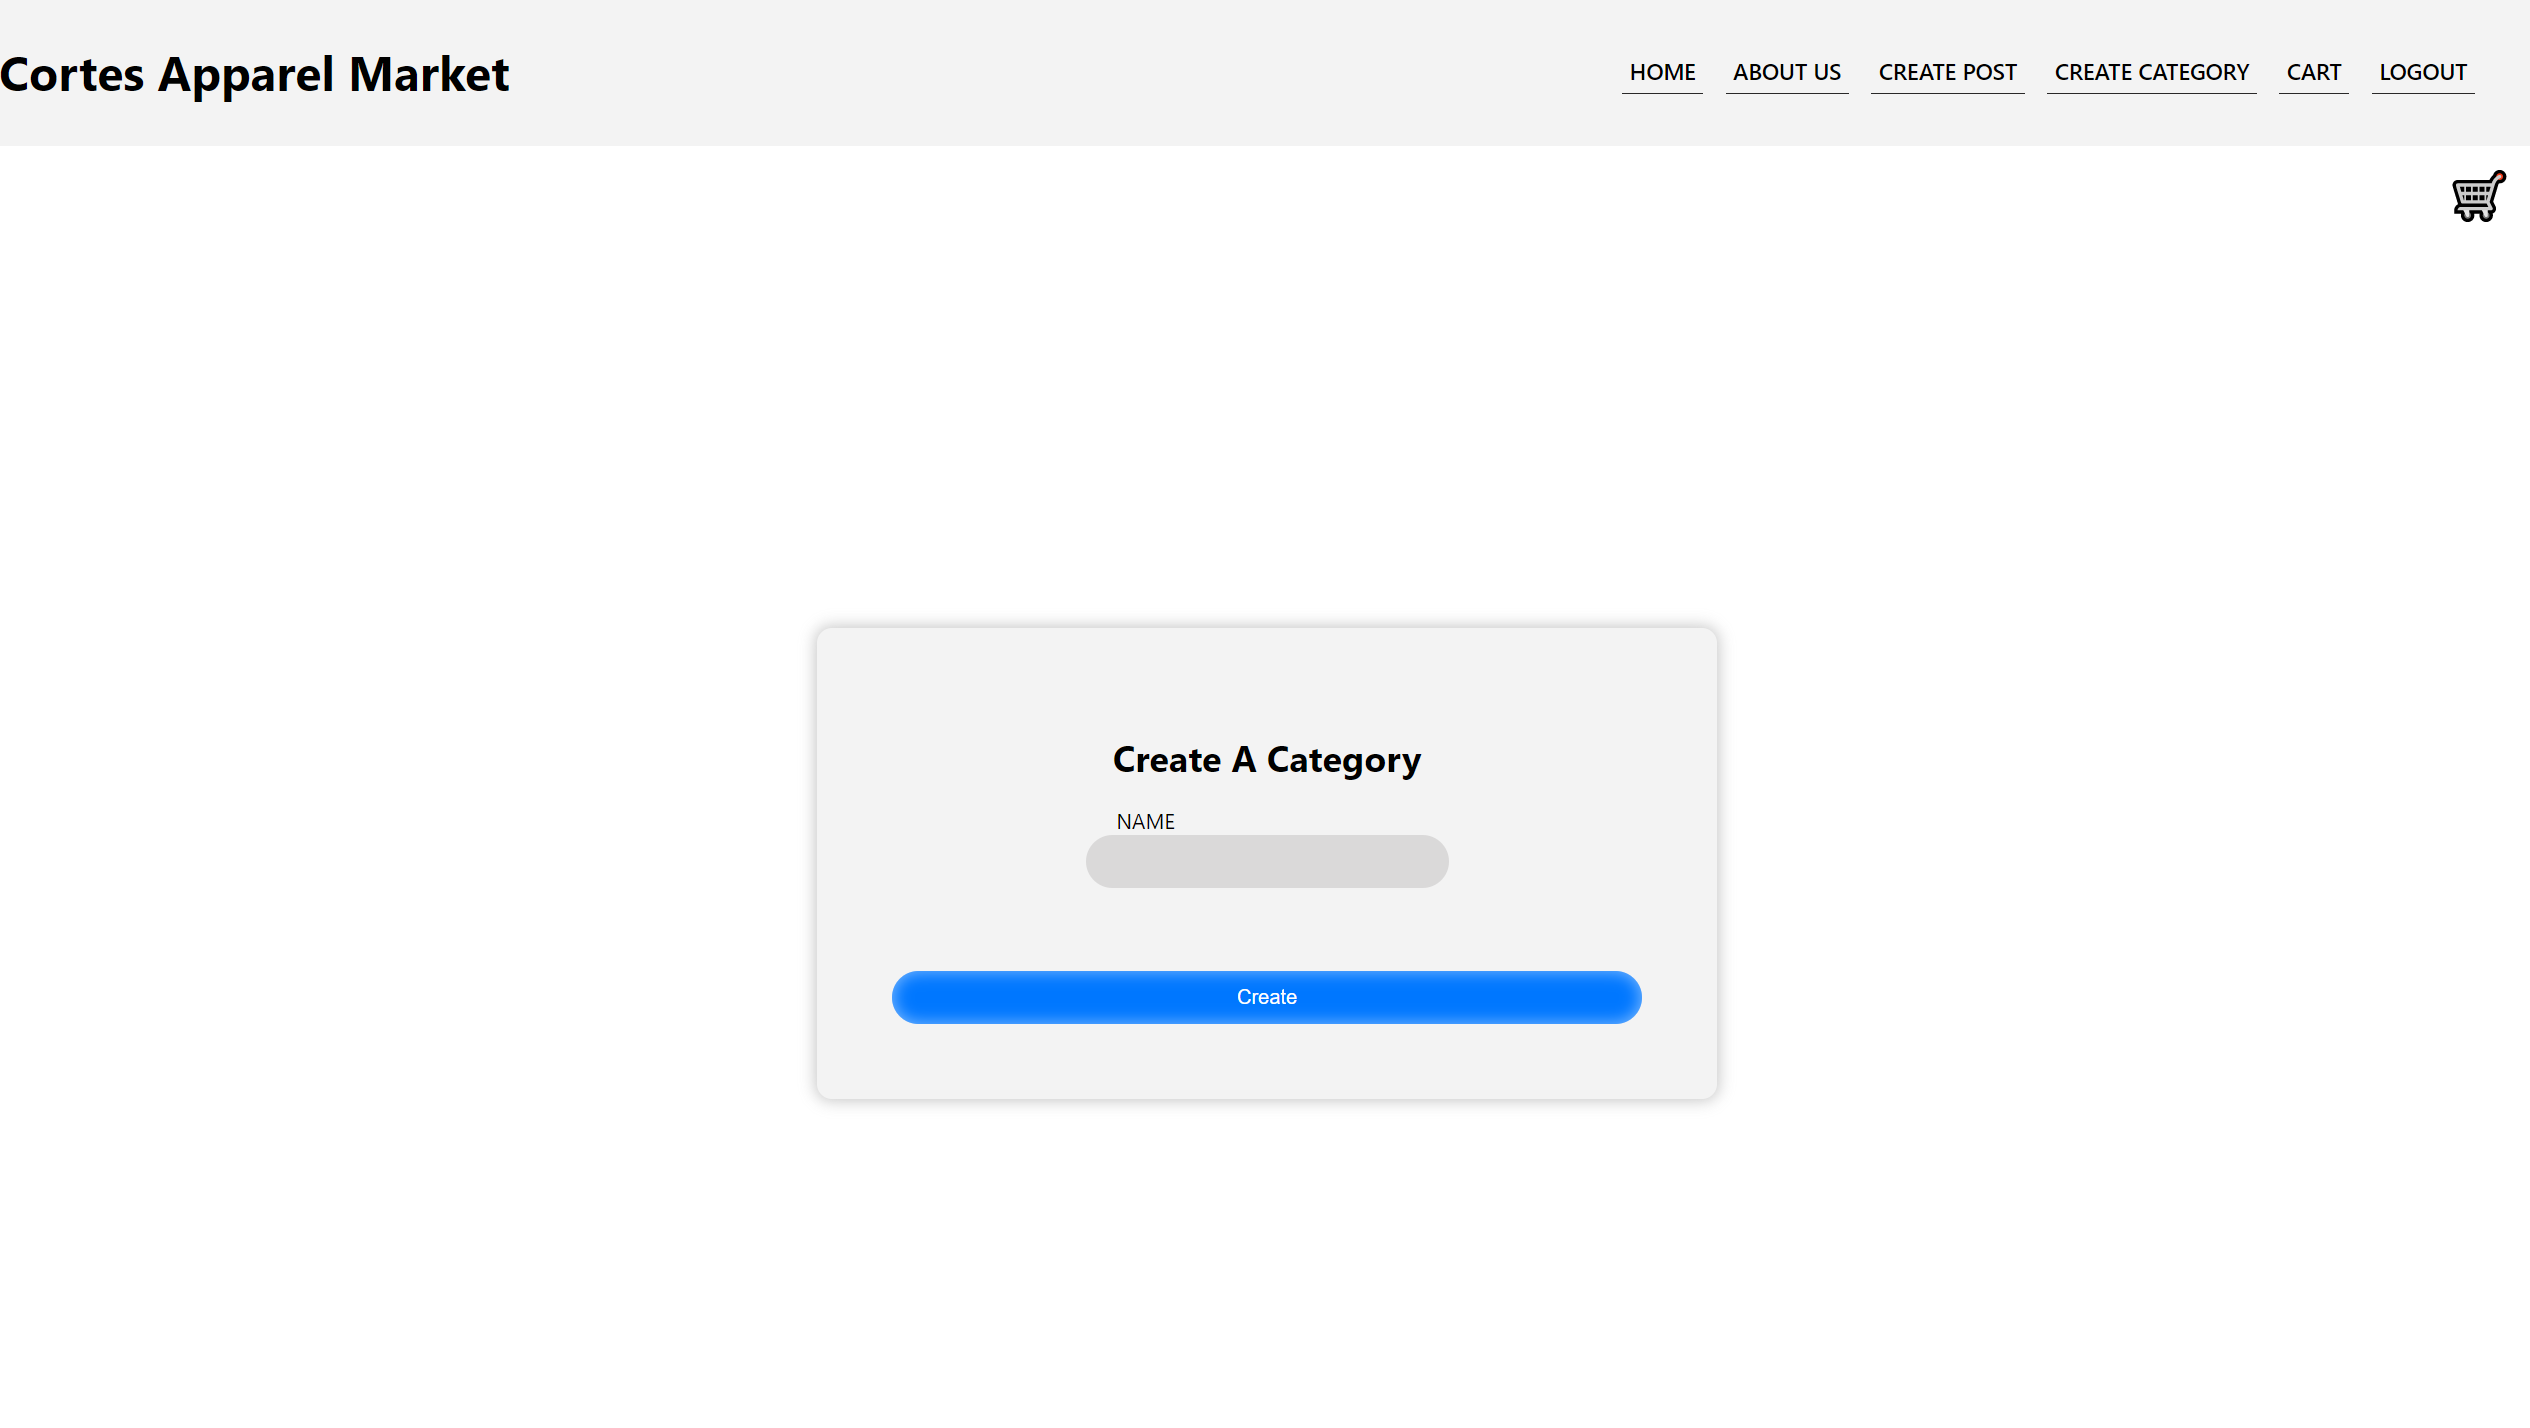 Cortes Apparel Market
HOME ABOUT US CREATE POST CREATE CATEGORY CART LOGOUT
Create A Category
NAME
Create